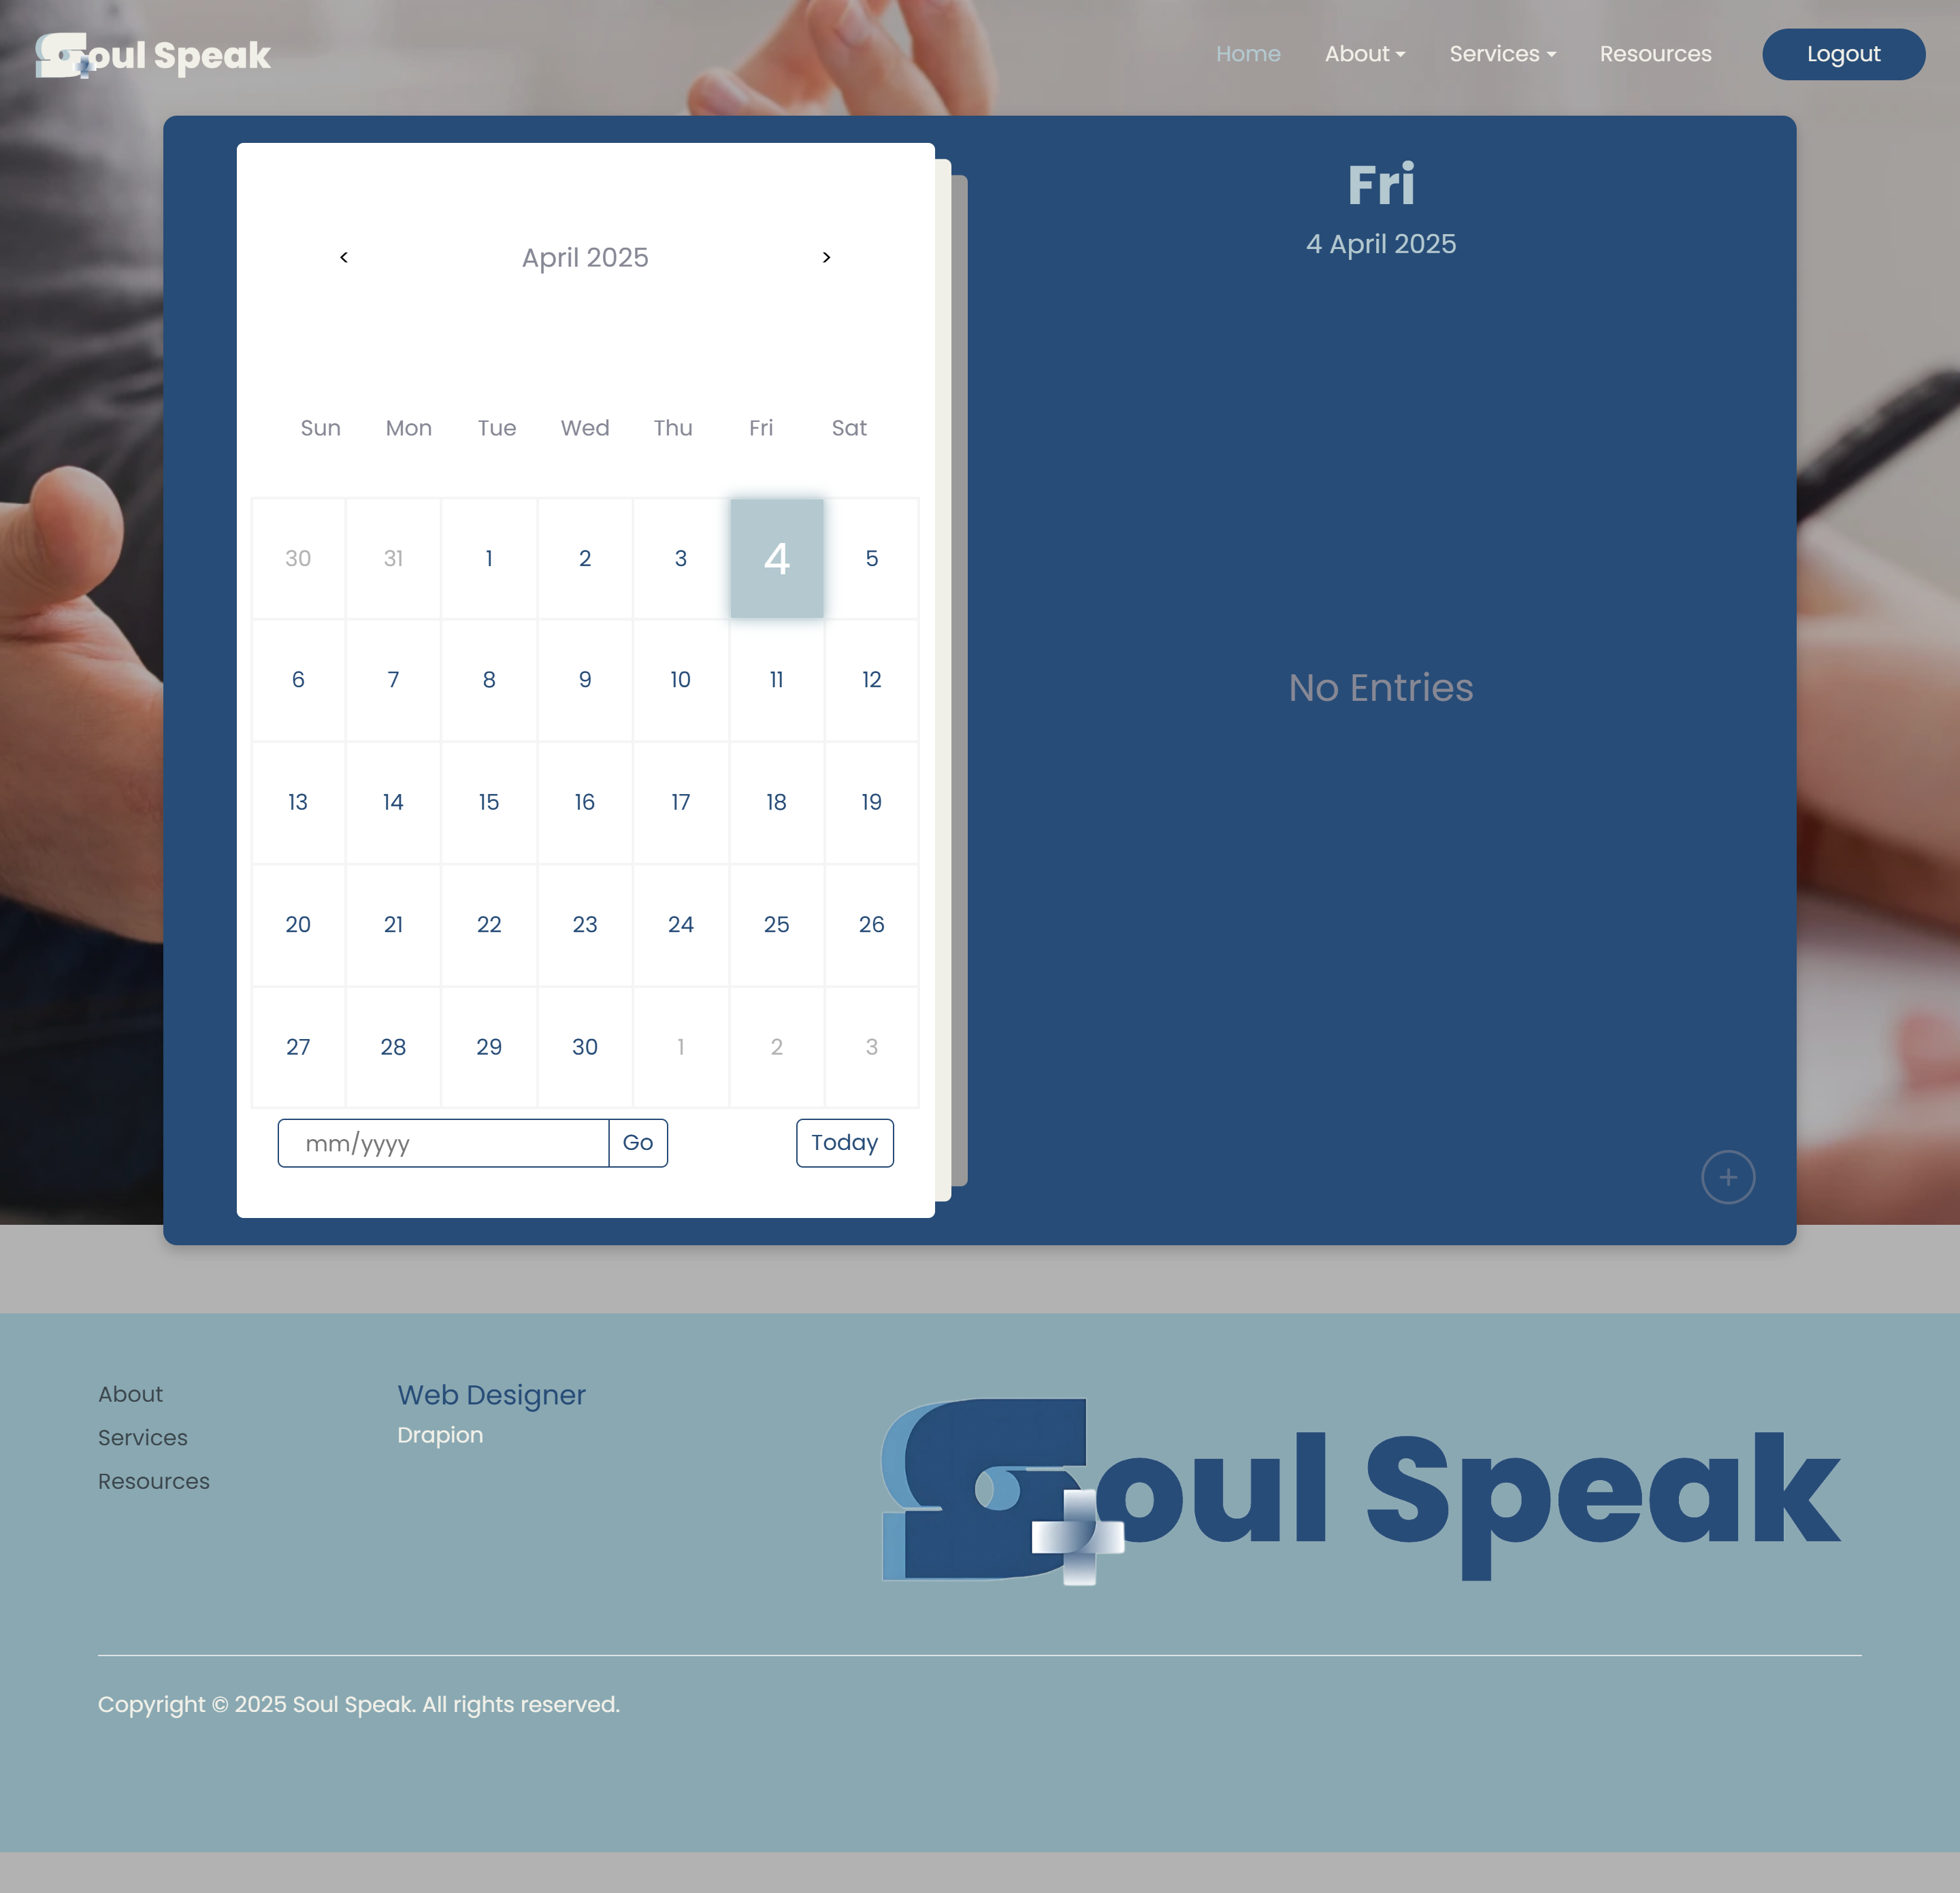 Soul Speak
Home About Services Resources Logout
< April 2025 >
Sun Mon Tue Wed Thu Fri Sat
30 31 1 2 3 4 5
6 7 8 9 10 11 12
13 14 15 16 17 18 19
20 21 22 23 24 25 26
27 28 29 30 1 2 3
mm/yyyy Go Today
Fri
4 April 2025
No Entries
+
About
Services
Resources
Web Designer
Drapion
Soul Speak
Copyright © 2025 Soul Speak. All rights reserved.